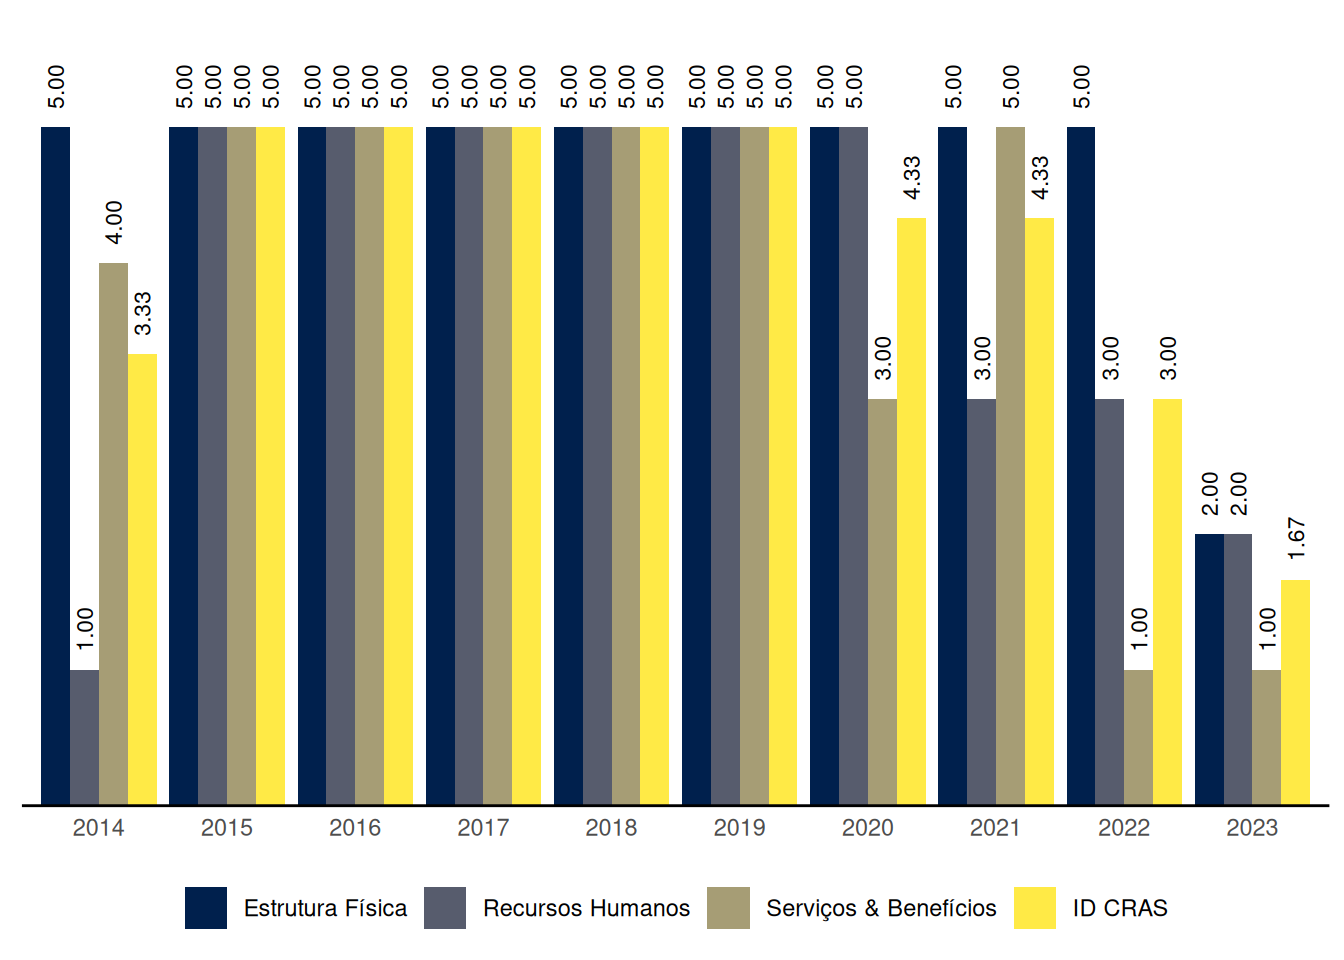 5.00 1.00 4.00 3.33 5.00 5.00 5.00 5.00 5.00 5.00 5.00 5.00 5.00 5.00 5.00 5.00 5.00 5.00 5.00 5.00 5.00 5.00 5.00 5.00 5.00 5.00 3.00 4.33 5.00 3.00 5.00 4.33 5.00 3.00 1.00 3.00 2.00 2.00 1.00 1.67
2014 2015 2016 2017 2018 2019 2020 2021 2022 2023
Estrutura Física Recursos Humanos Serviços & Benefícios ID CRAS